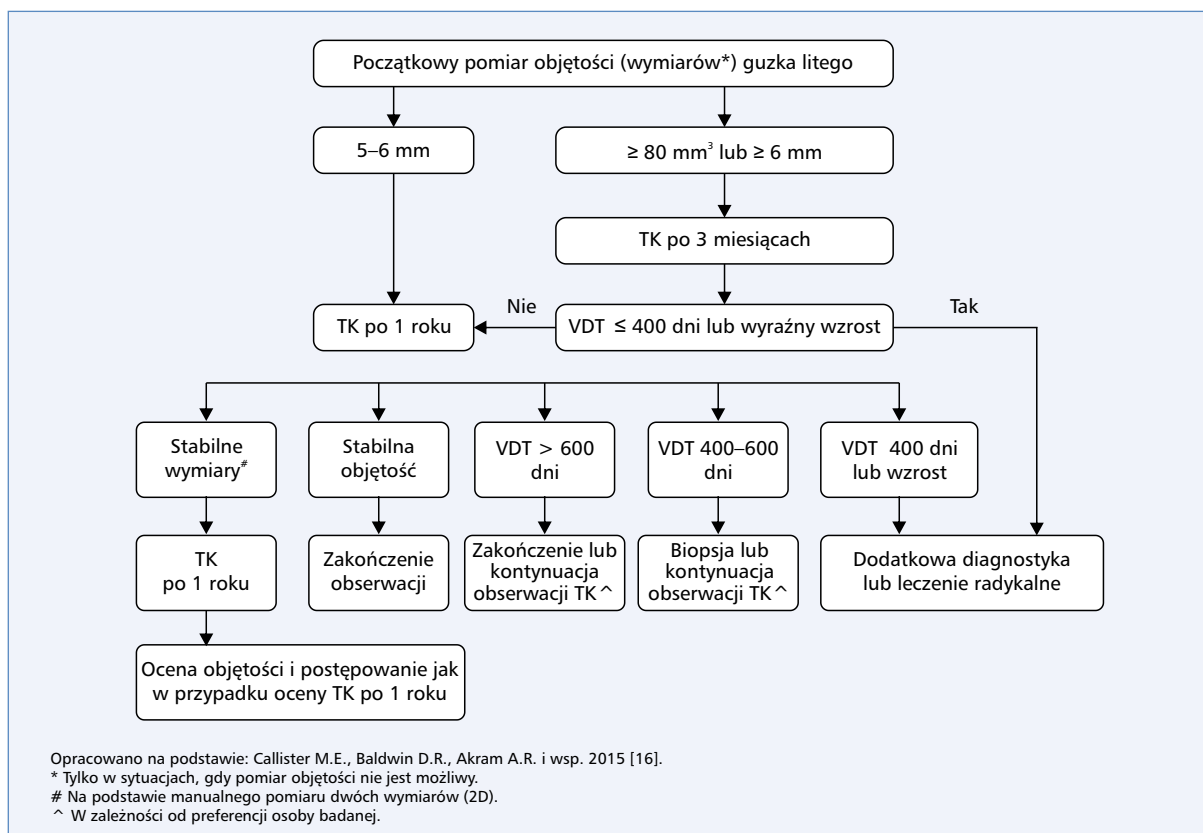 Początkowy pomiar objętości (wymiarów*) guzka litego
5–6 mm
≥ 80 mm³ lub ≥ 6 mm
TK po 3 miesiącach
Nie
Tak
TK po 1 roku
VDT ≤ 400 dni lub wyraźny wzrost
Stabilne
wymiary#
Stabilna
objętość
VDT > 600
dni
VDT 400–600
dni
VDT 400 dni
lub wzrost
TK
po 1 roku
Zakończenie
obserwacji
Zakończenie lub
kontynuacja
obserwacji TK^
Biopsja lub
kontynuacja
obserwacji TK^
Dodatkowa diagnostyka
lub leczenie radykalne
Ocena objętości i postępowanie jak
w przypadku oceny TK po 1 roku
Opracowano na podstawie: Callister M.E., Baldwin D.R., Akram A.R. i wsp. 2015 [16].
* Tylko w sytuacjach, gdy pomiar objętości nie jest możliwy.
# Na podstawie manualnego pomiaru dwóch wymiarów (2D).
^ W zależności od preferencji osoby badanej.